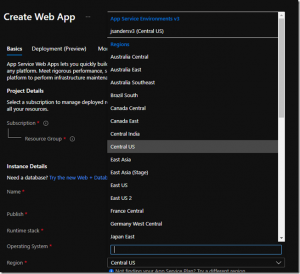 Create Web App
Basics
Deployment (Preview)
App Service Web Apps lets you quickly build
any platform. Meet rigorous performance, s
platform to perform infrastructure maintenan
Project Details
Select a subscription to manage deployed r
all your resources.
Subscription *
Resource Group *
Instance Details
Need a database? Try the new Web + Datab
Name *
Publish *
Runtime stack *
Operating System *
Region *
App Service Environments v3
jsandersv3 (Central US)
Regions
Australia Central
Australia East
Australia Southeast
Brazil South
Canada Central
Canada East
Central India
Central US
East Asia
East Asia (Stage)
East US
East US 2
France Central
Germany West Central
Japan East
Central US
Not finding your App Service Plan? Try a different region